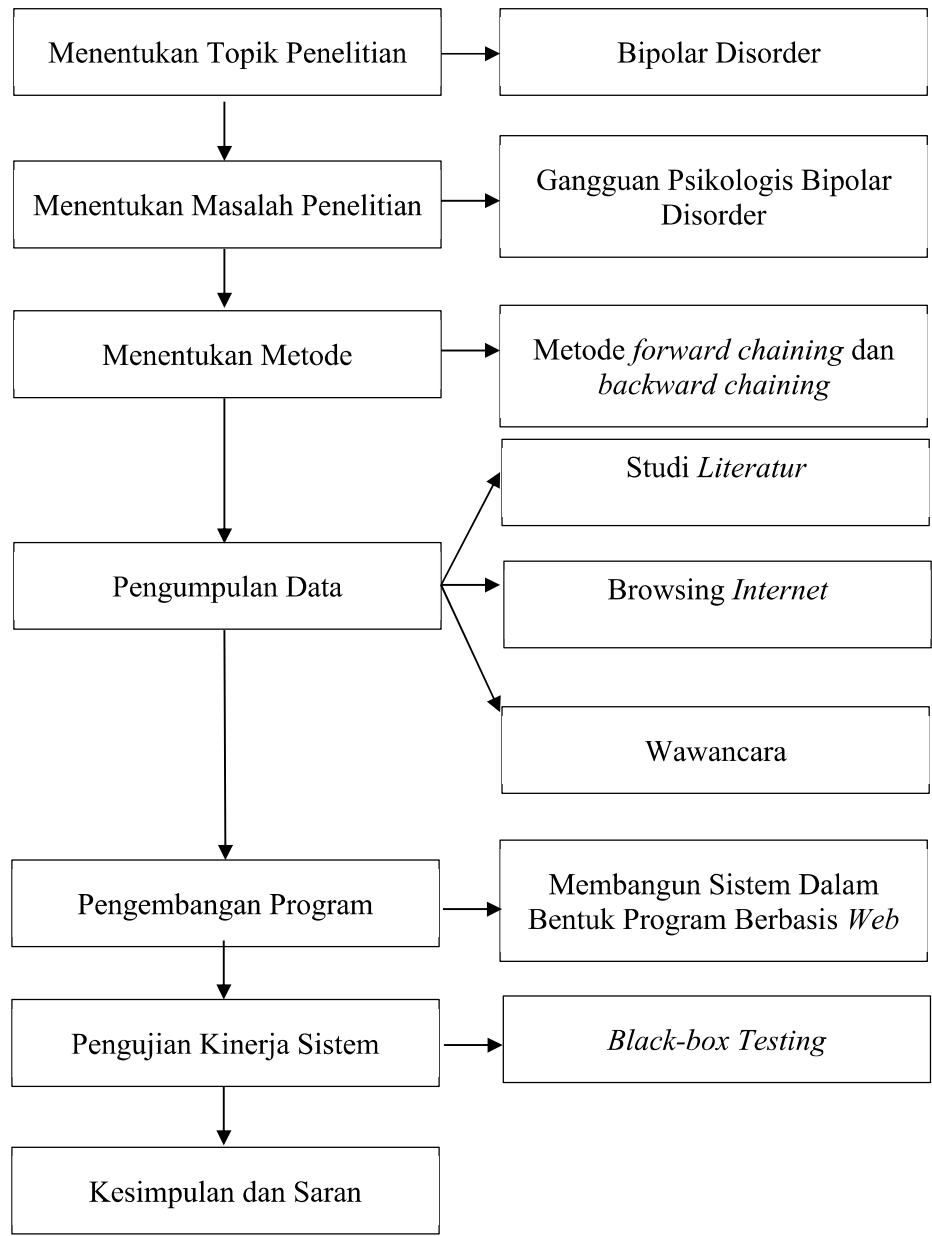 Menentukan Topik Penelitian
Bipolar Disorder
Menentukan Masalah Penelitian
Gangguan Psikologis Bipolar
Disorder
Menentukan Metode
Metode forward chaining dan
backward chaining
Studi Literatur
Pengumpulan Data
Browsing Internet
Wawancara
Pengembangan Program
Membangun Sistem Dalam
Bentuk Program Berbasis Web
Pengujian Kinerja Sistem
Black-box Testing
Kesimpulan dan Saran